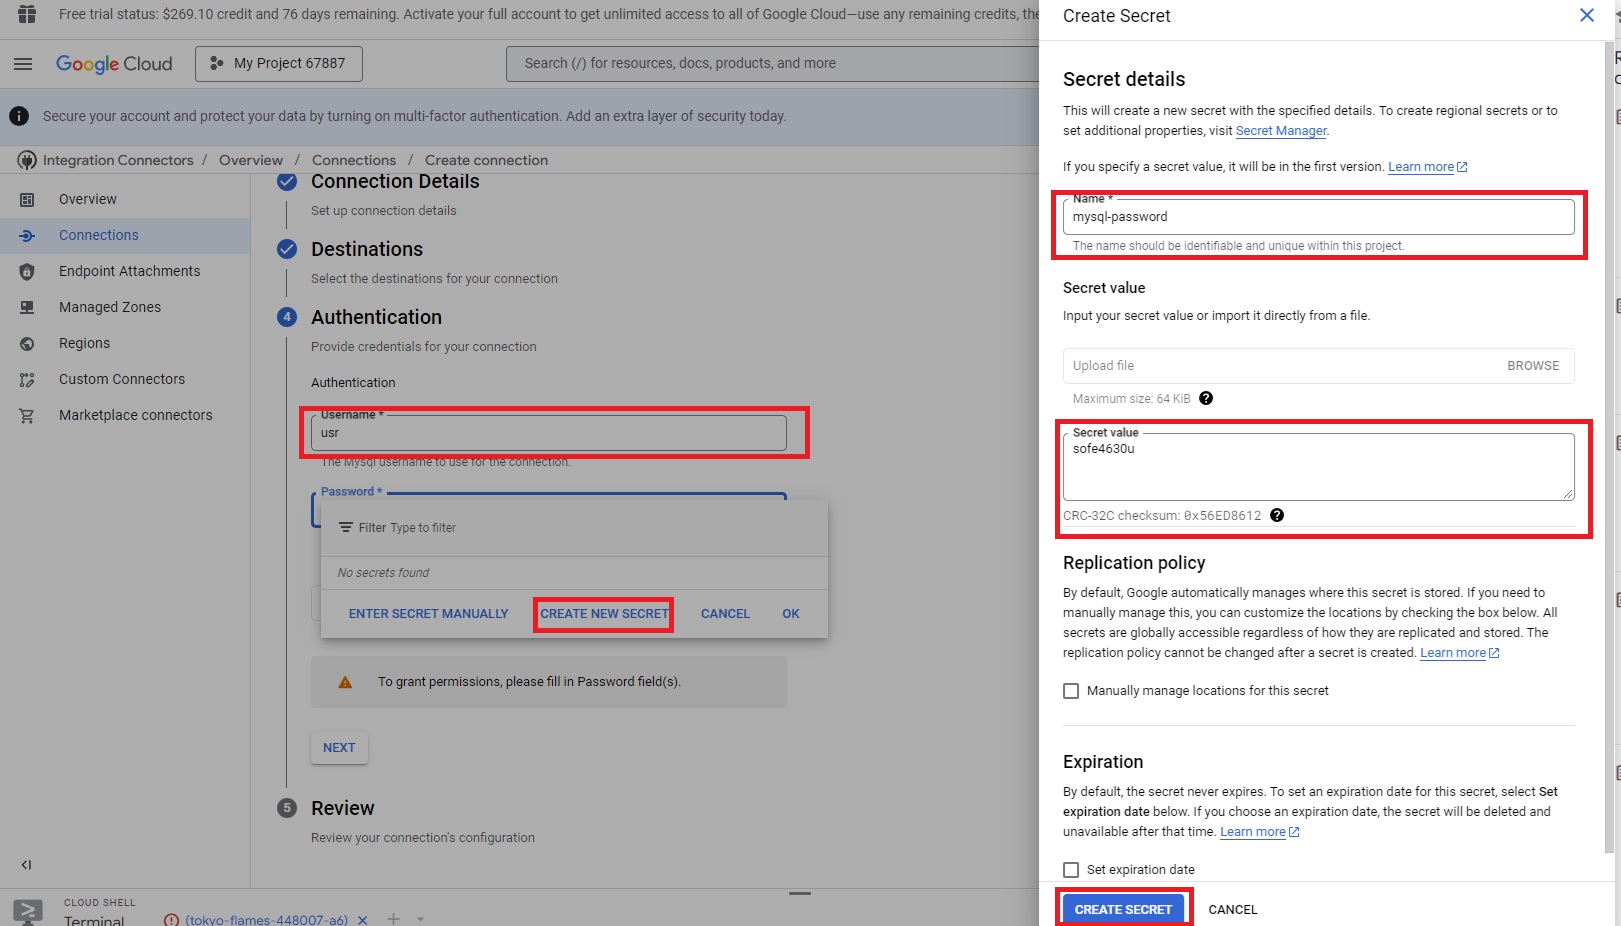 Free trial status: $269.10 credit and 76 days remaining. Activate your full account to get unlimited access to all of Google Cloud—use any remaining credits, the
Google Cloud
My Project 67887
Search (/) for resources, docs, products, and more
Secure your account and protect your data by turning on multi-factor authentication. Add an extra layer of security today.
Integration Connectors / Overview / Connections / Create connection
Overview
Connections
Endpoint Attachments
Managed Zones
Regions
Custom Connectors
Marketplace connectors
Connection Details
Set up connection details
Destinations
Select the destinations for your connection
4 Authentication
Provide credentials for your connection
Authentication
Username *
usr
The Mysql username to use for the connection.
Password *
Filter Type to filter
No secrets found
ENTER SECRET MANUALLY CREATE NEW SECRET CANCEL OK
To grant permissions, please fill in Password field(s).
NEXT
5 Review
Review your connection's configuration
CLOUD SHELL
Terminal (tokyo-flames-448007-a6)
Create Secret
Secret details
This will create a new secret with the specified details. To create regional secrets or to
set additional properties, visit Secret Manager.
If you specify a secret value, it will be in the first version. Learn more
Name *
mysql-password
The name should be identifiable and unique within this project.
Secret value
Input your secret value or import it directly from a file.
Upload file BROWSE
Maximum size: 64 KiB
Secret value
sofe4630u
CRC-32C checksum: 0x56ED8612
Replication policy
By default, Google automatically manages where this secret is stored. If you need to
manually manage this, you can customize the locations by checking the box below. All
secrets are globally accessible regardless of how they are replicated and stored. The
replication policy cannot be changed after a secret is created. Learn more
Manually manage locations for this secret
Expiration
By default, the secret never expires. To set an expiration date for this secret, select Set
expiration date below. If you choose an expiration date, the secret will be deleted and
unavailable after that time. Learn more
Set expiration date
CREATE SECRET CANCEL